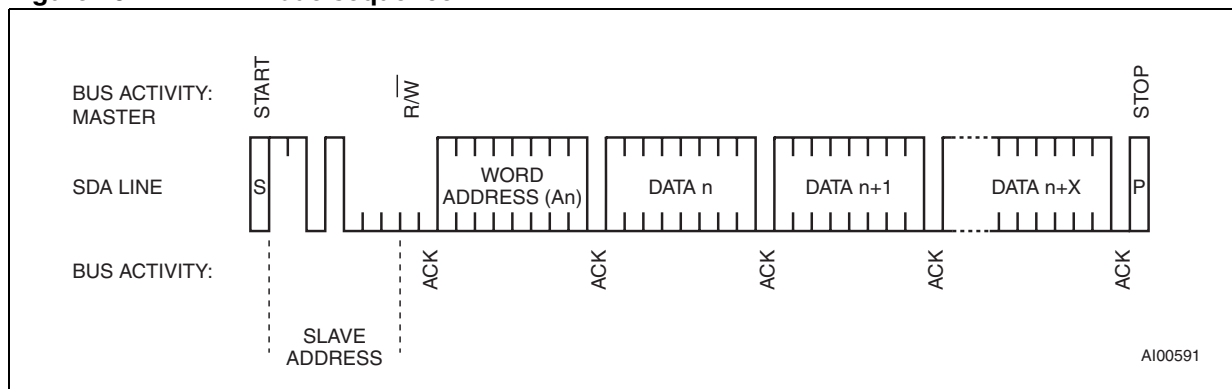 BUS ACTIVITY:
MASTER
START
R/W
STOP
SDA LINE
S
WORD
ADDRESS (An)
DATA n
DATA n+1
DATA n+X
P
BUS ACTIVITY:
ACK
ACK
ACK
ACK
ACK
SLAVE
ADDRESS
AI00591